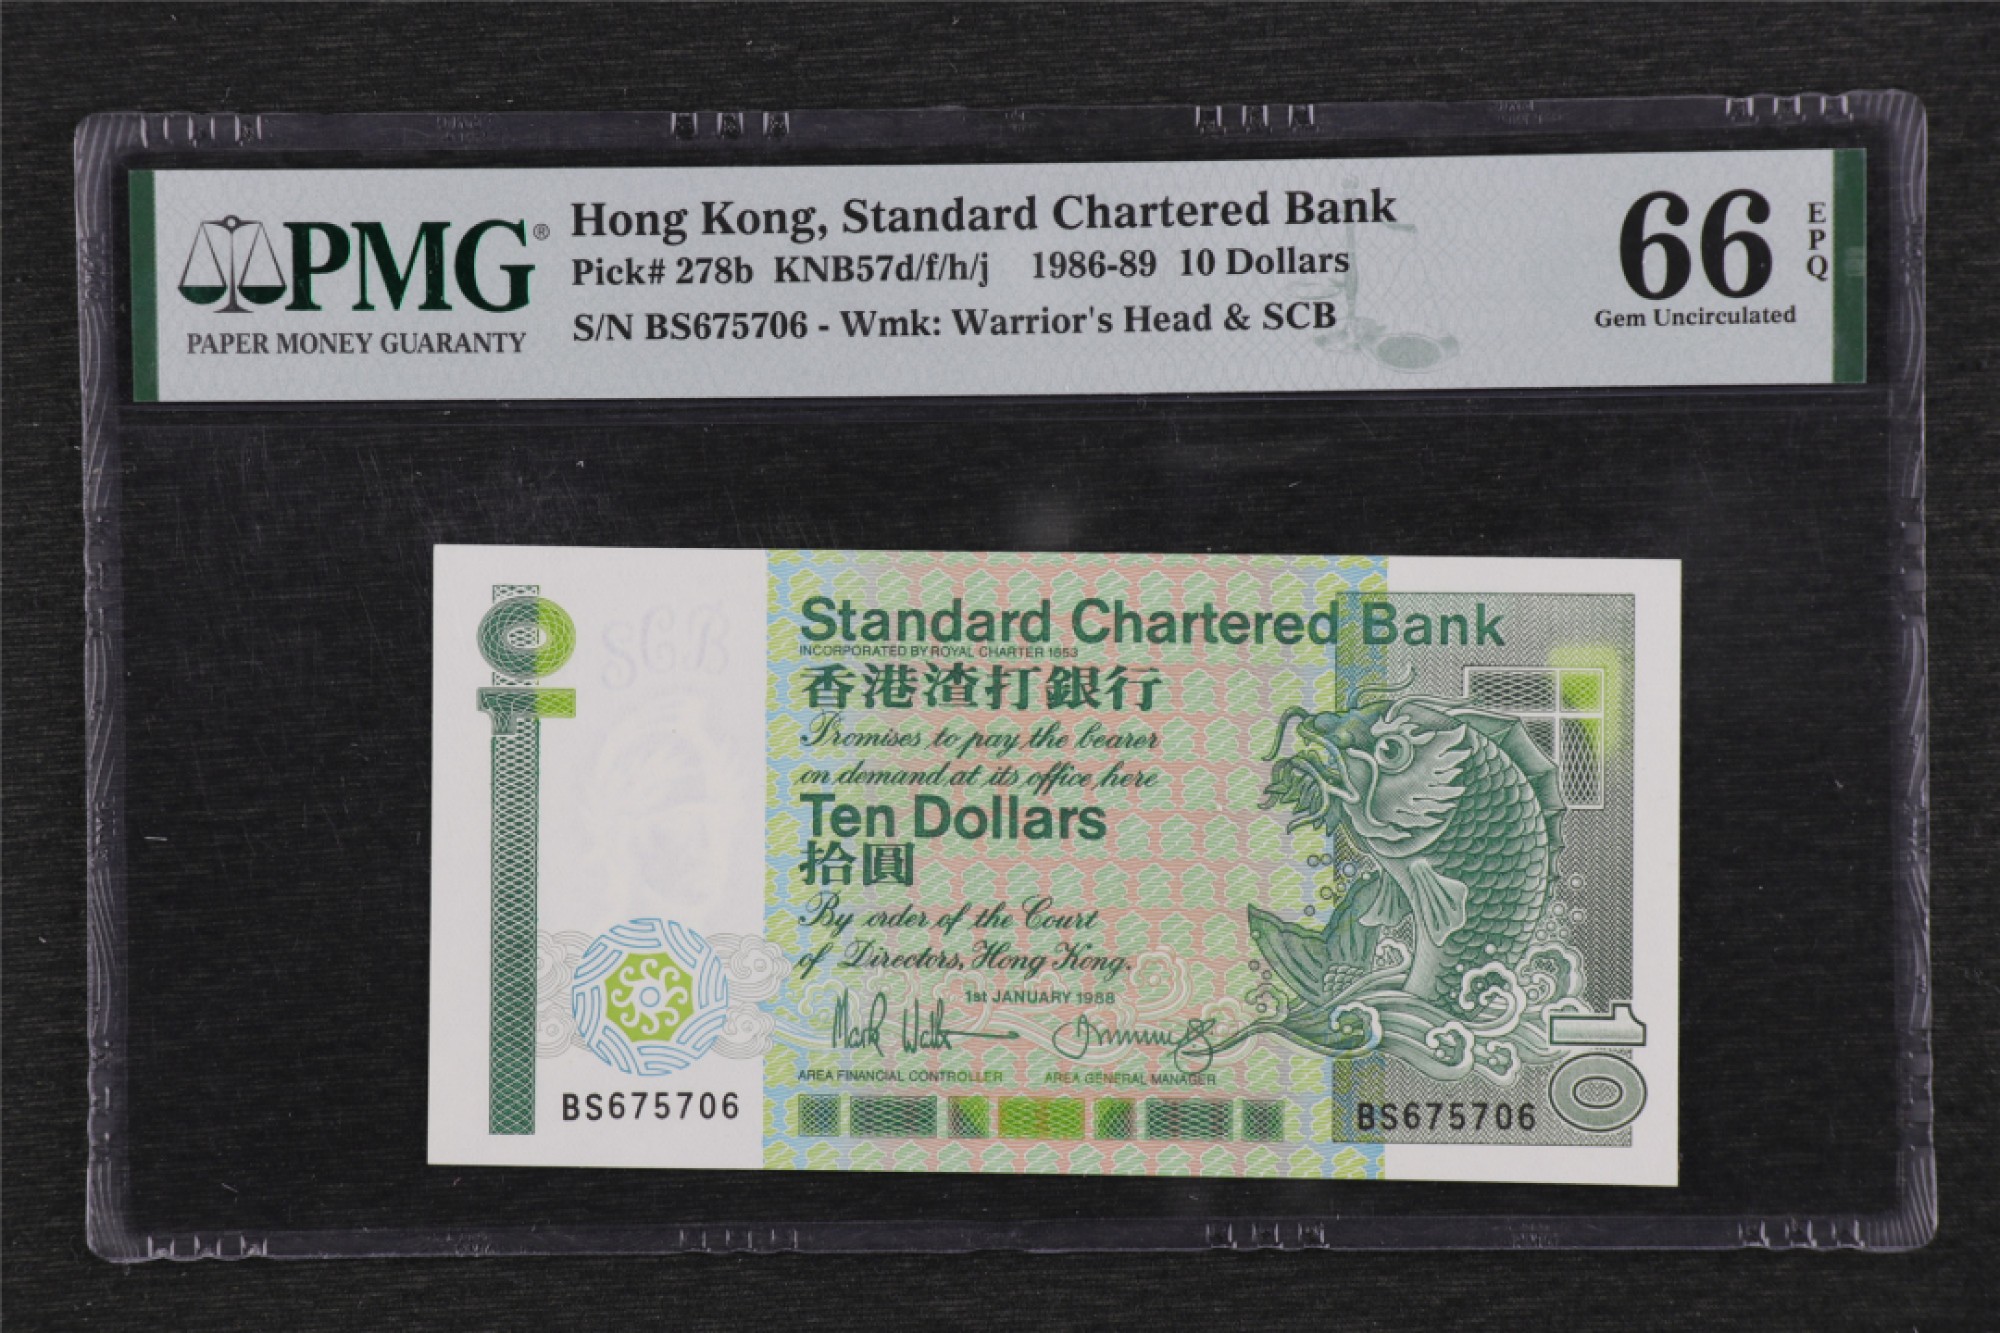 PMG®
PAPER MONEY GUARANTY
Hong Kong, Standard Chartered Bank
Pick# 278b KNB57d/f/h/j 1986-89 10 Dollars
S/N BS675706 - Wmk: Warrior's Head & SCB
66
EPQ
Gem Uncirculated
10
SCB
Standard Chartered Bank
INCORPORATED BY ROYAL CHARTER 1853
香港渣打銀行
Promises to pay the bearer
on demand at its office here
Ten Dollars
拾圓
By order of the Court
of Directors, Hong Kong.
1st JANUARY 1988
AREA FINANCIAL CONTROLLER AREA GENERAL MANAGER
BS675706
BS675706
10